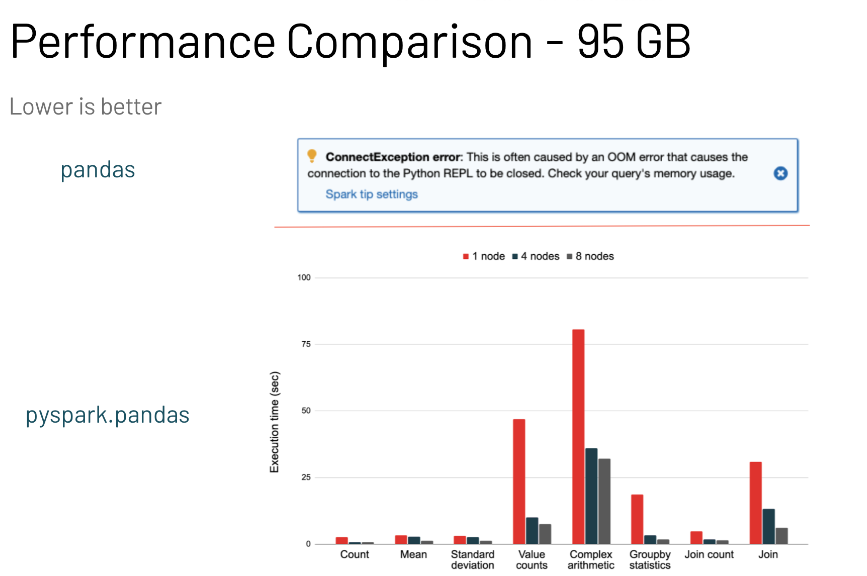 Performance Comparison - 95 GB
Lower is better
pandas
ConnectException error: This is often caused by an OOM error that causes the
connection to the Python REPL to be closed. Check your query's memory usage.
Spark tip settings
1 node 4 nodes 8 nodes
pyspark.pandas
Execution time (sec)
100
75
50
25
0
Count
Mean
Standard
deviation
Value
counts
Complex
arithmetic
Groupby
statistics
Join count
Join